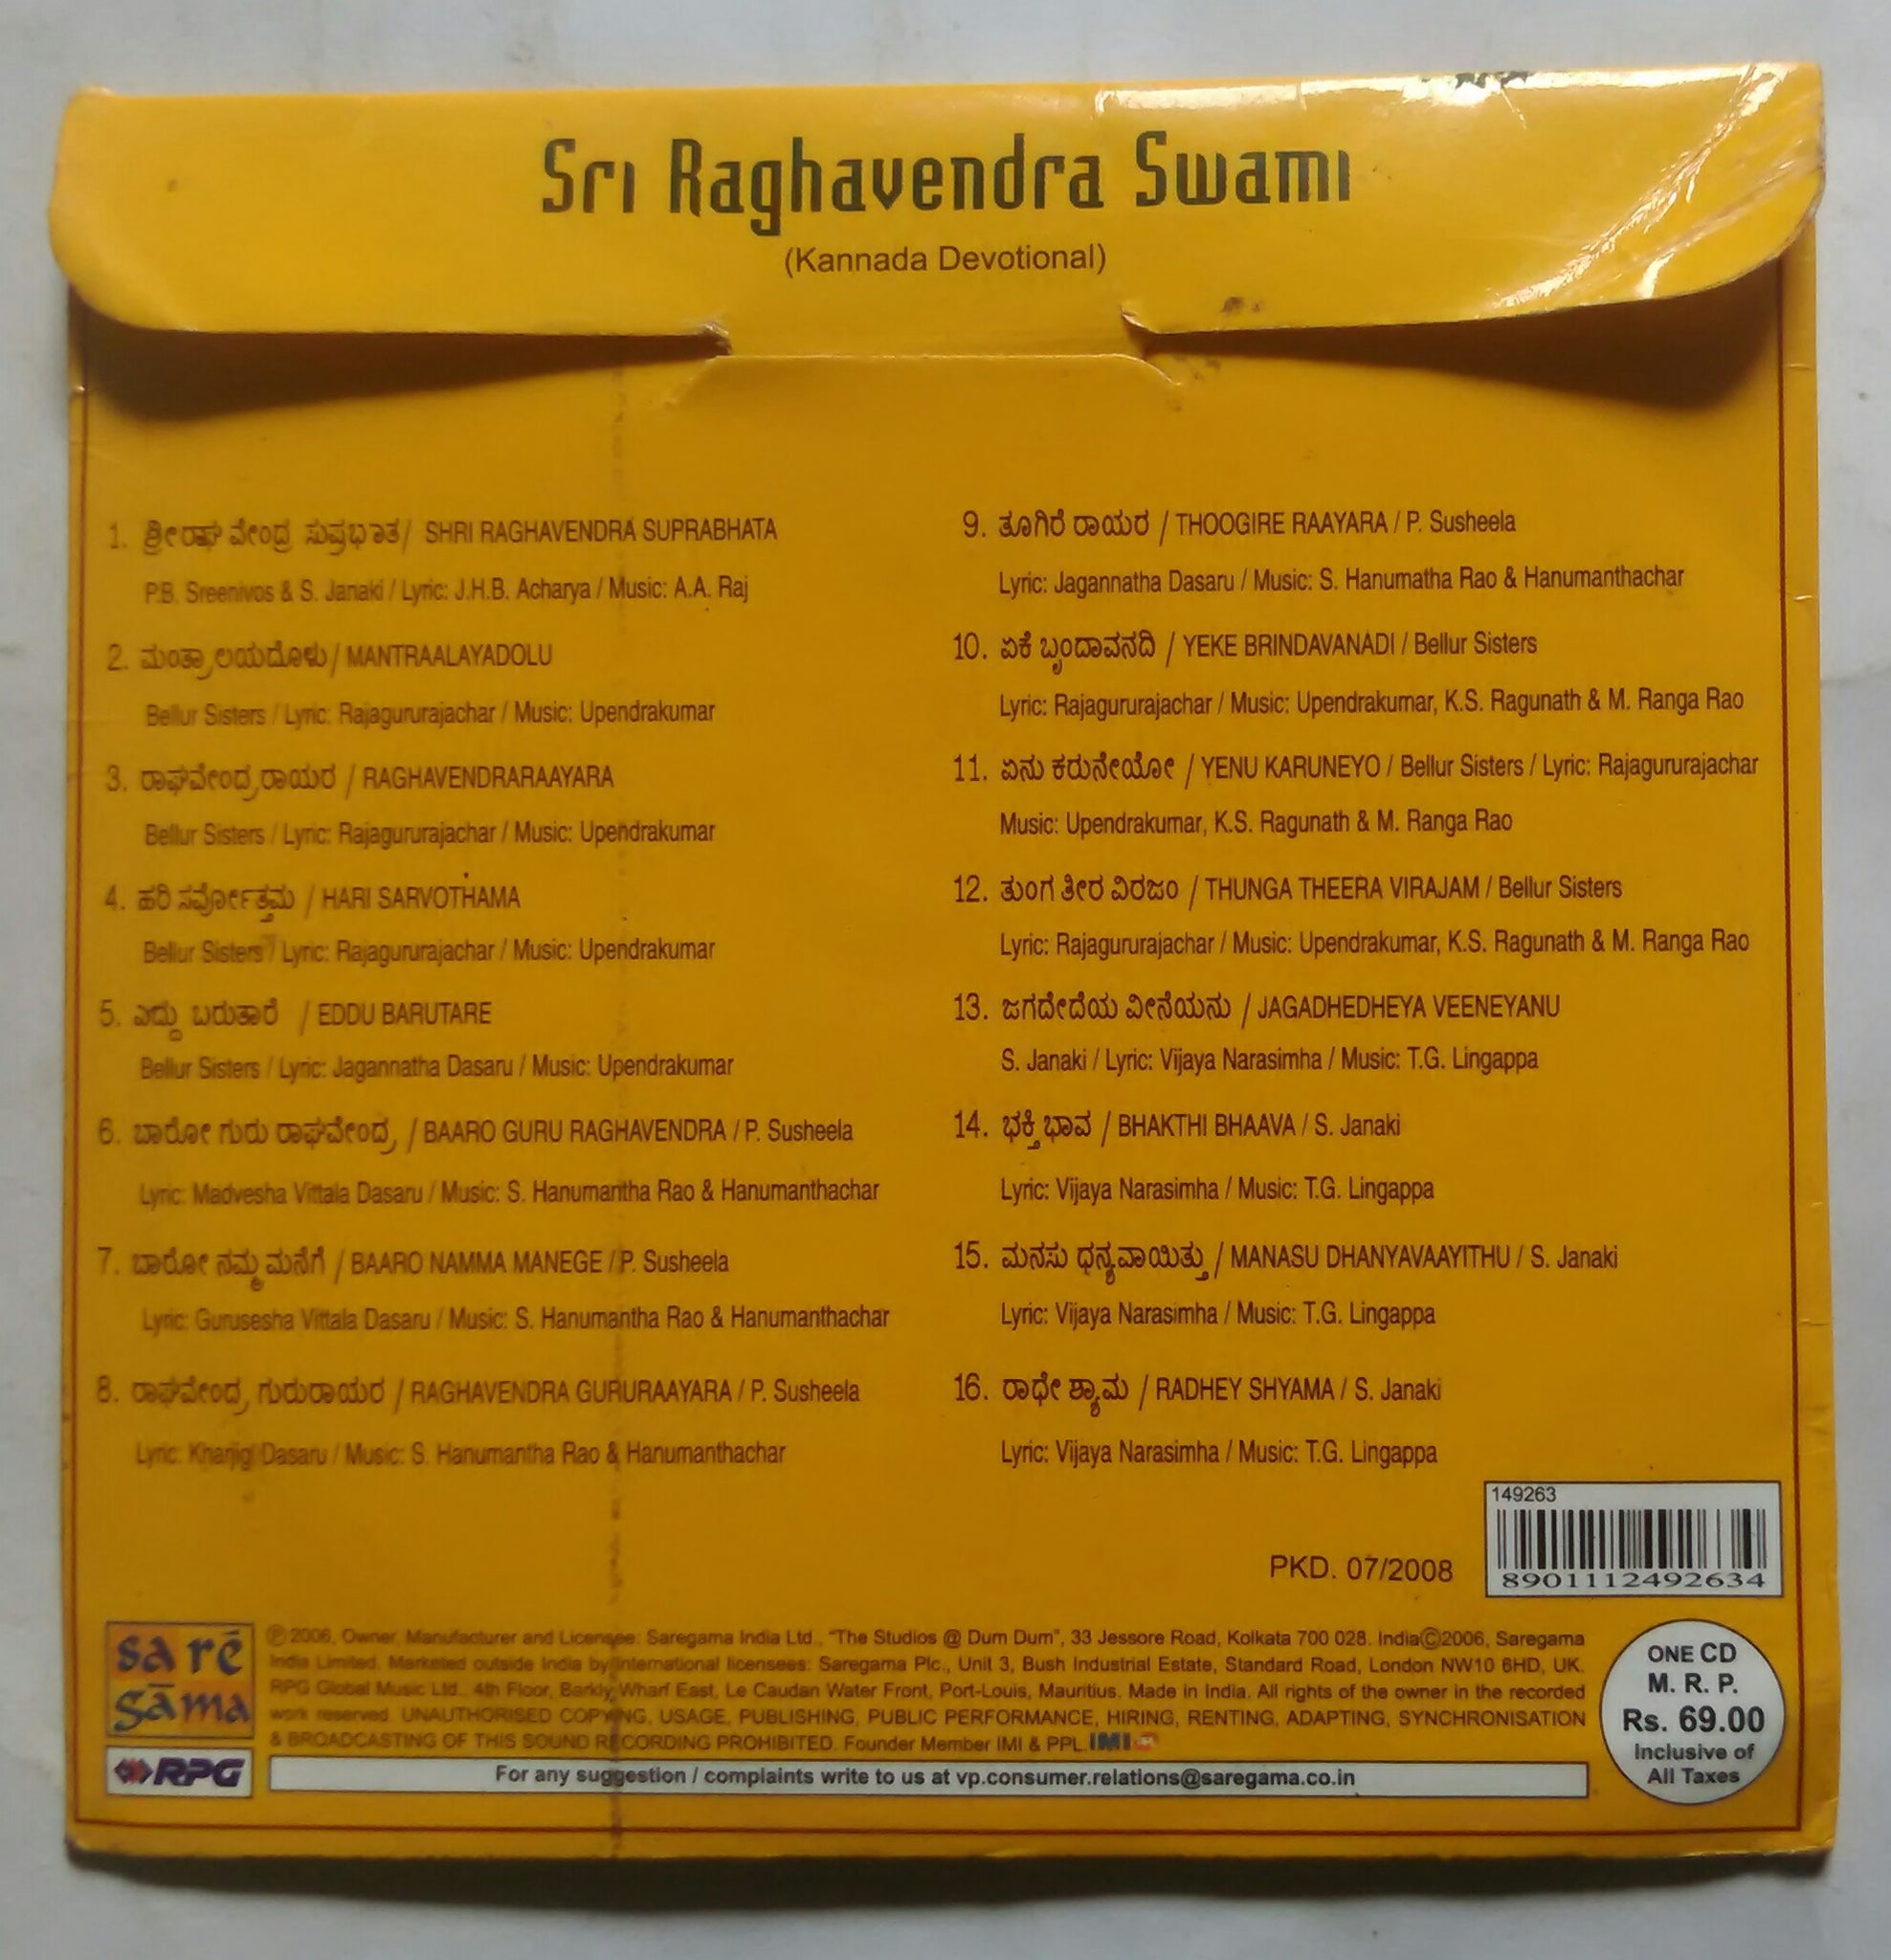 Sri Raghavendra Swami
(Kannada Devotional)
1. ಶ್ರೀರಾಘವೇಂದ್ರ ಸುಪ್ರಭಾತ / SHRI RAGHAVENDRA SUPRABHATA
P.B. Sreenivos & S. Janaki / Lyric: J.H.B. Acharya / Music: A.A. Raj
2. ಮಂತ್ರಾಲಯದೊಳು / MANTRAALAYADOLU
Bellur Sisters / Lyric: Rajagururajachar / Music: Upendrakumar
3. ರಾಘವೇಂದ್ರರಾಯರ / RAGHAVENDRARAAYARA
Bellur Sisters / Lyric: Rajagururajachar / Music: Upendrakumar
4. ಹರಿ ಸರ್ವೋತ್ತಮ / HARI SARVOTHAMA
Bellur Sisters / Lyric: Rajagururajachar / Music: Upendrakumar
5. ಎದ್ದು ಬರುತಾರೆ / EDDU BARUTARE
Bellur Sisters / Lyric: Jagannatha Dasaru / Music: Upendrakumar
6. ಬಾರೋ ಗುರು ರಾಘವೇಂದ್ರ / BAARO GURU RAGHAVENDRA / P. Susheela
Lyric: Madvesha Vittala Dasaru / Music: S. Hanumantha Rao & Hanumanthachar
7. ಬಾರೋ ನಮ್ಮ ಮನೆಗೆ / BAARO NAMMA MANEGE / P. Susheela
Lyric: Gurusesha Vittala Dasaru / Music: S. Hanumantha Rao & Hanumanthachar
8. ರಾಘವೇಂದ್ರ ಗುರುರಾಯರ / RAGHAVENDRA GURURAAYARA / P. Susheela
Lyric: Kharjigi Dasaru / Music: S. Hanumantha Rao & Hanumanthachar
9. ತೂಗಿರೆ ರಾಯರ / THOOGIRE RAAYARA / P. Susheela
Lyric: Jagannatha Dasaru / Music: S. Hanumatha Rao & Hanumanthachar
10. ಏಕೆ ಬೃಂದಾವನದಿ / YEKE BRINDAVANADI / Bellur Sisters
Lyric: Rajagururajachar / Music: Upendrakumar, K.S. Ragunath & M. Ranga Rao
11. ಏನು ಕರುನೇಯೋ / YENU KARUNEYO / Bellur Sisters / Lyric: Rajagururajachar
Music: Upendrakumar, K.S. Ragunath & M. Ranga Rao
12. ತುಂಗ ತೀರ ವಿರಜಂ / THUNGA THEERA VIRAJAM / Bellur Sisters
Lyric: Rajagururajachar / Music: Upendrakumar, K.S. Ragunath & M. Ranga Rao
13. ಜಗದೇದೆಯ ವೀನೆಯನು / JAGADHEDHEYA VEENEYANU
S. Janaki / Lyric: Vijaya Narasimha / Music: T.G. Lingappa
14. ಭಕ್ತಿ ಭಾವ / BHAKTHI BHAAVA / S. Janaki
Lyric: Vijaya Narasimha / Music: T.G. Lingappa
15. ಮನಸು ಧನ್ಯವಾಯಿತ್ತು / MANASU DHANYAVAAYITHU / S. Janaki
Lyric: Vijaya Narasimha / Music: T.G. Lingappa
16. ರಾಧೇ ಶ್ಯಾಮ / RADHEY SHYAMA / S. Janaki
Lyric: Vijaya Narasimha / Music: T.G. Lingappa
149263
8901112492634
PKD. 07/2008
sa rē
gāma
RPG
℗2006, Owner, Manufacturer and Licensee: Saregama India Ltd., "The Studios @ Dum Dum", 33 Jessore Road, Kolkata 700 028. India©2006, Saregama
India Limited. Marketed outside India by international licensees: Saregama Plc., Unit 3, Bush Industrial Estate, Standard Road, London NW10 6HD, UK.
RPG Global Music Ltd. 4th Floor, Barkly Wharf East, Le Caudan Water Front, Port-Louis, Mauritius. Made in India. All rights of the owner in the recorded
work reserved. UNAUTHORISED COPYING, USAGE, PUBLISHING, PUBLIC PERFORMANCE, HIRING, RENTING, ADAPTING, SYNCHRONISATION
& BROADCASTING OF THIS SOUND RECORDING PROHIBITED. Founder Member IMI & PPL. IMI
For any suggestion / complaints write to us at vp.consumer.relations@saregama.co.in
ONE CD
M. R. P.
Rs. 69.00
Inclusive of
All Taxes